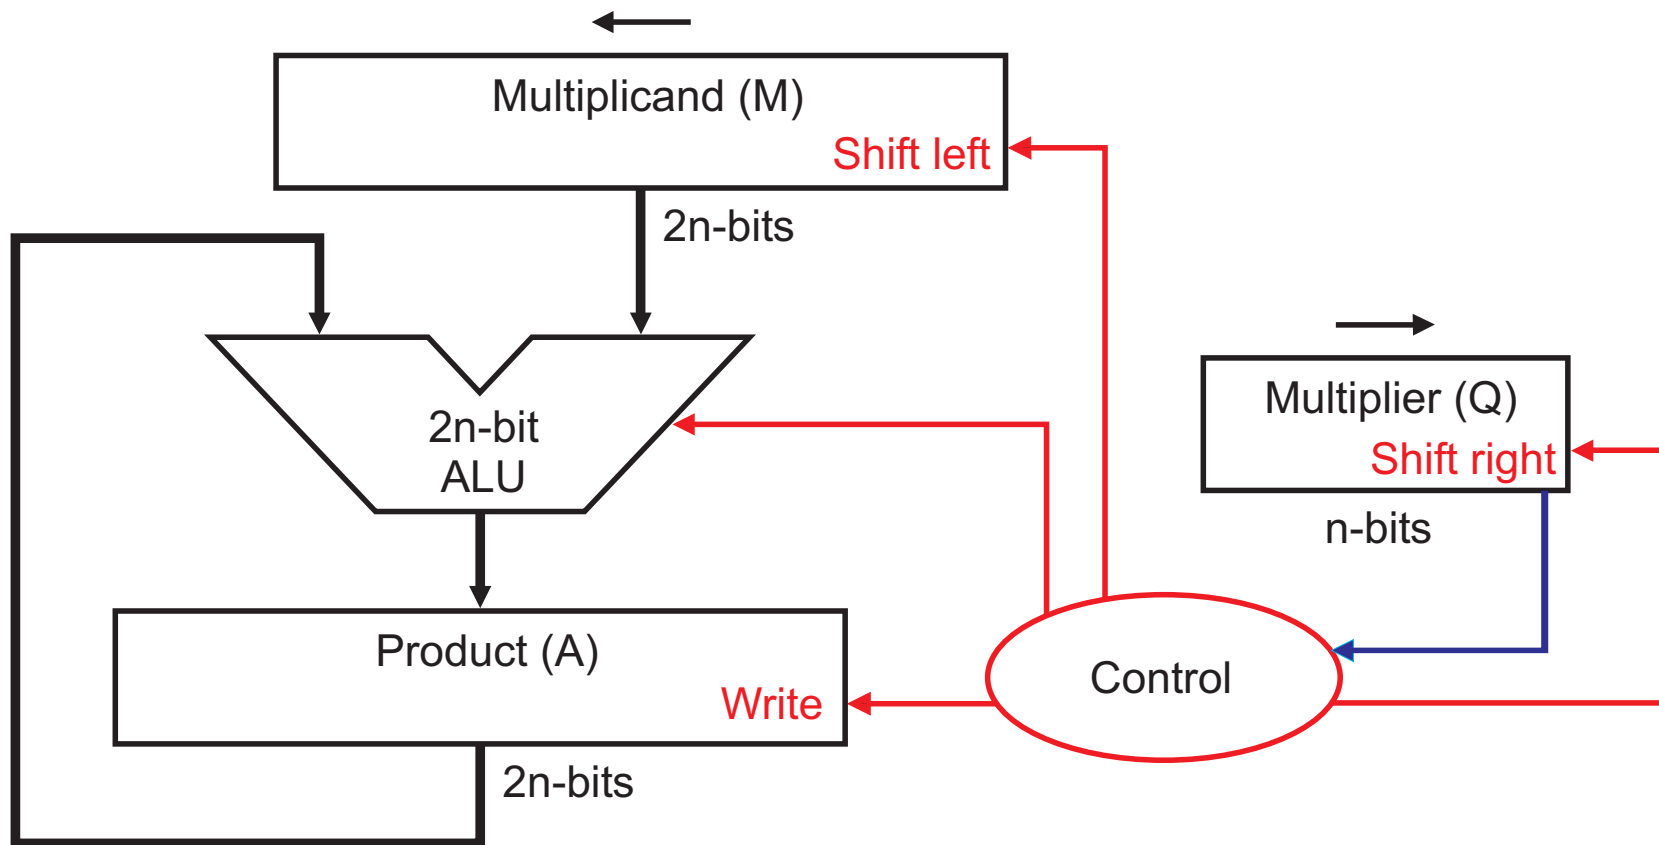 Multiplicand (M)
Shift left
2n-bits
2n-bit
ALU
Multiplier (Q)
Shift right
n-bits
Product (A)
Write
Control
2n-bits